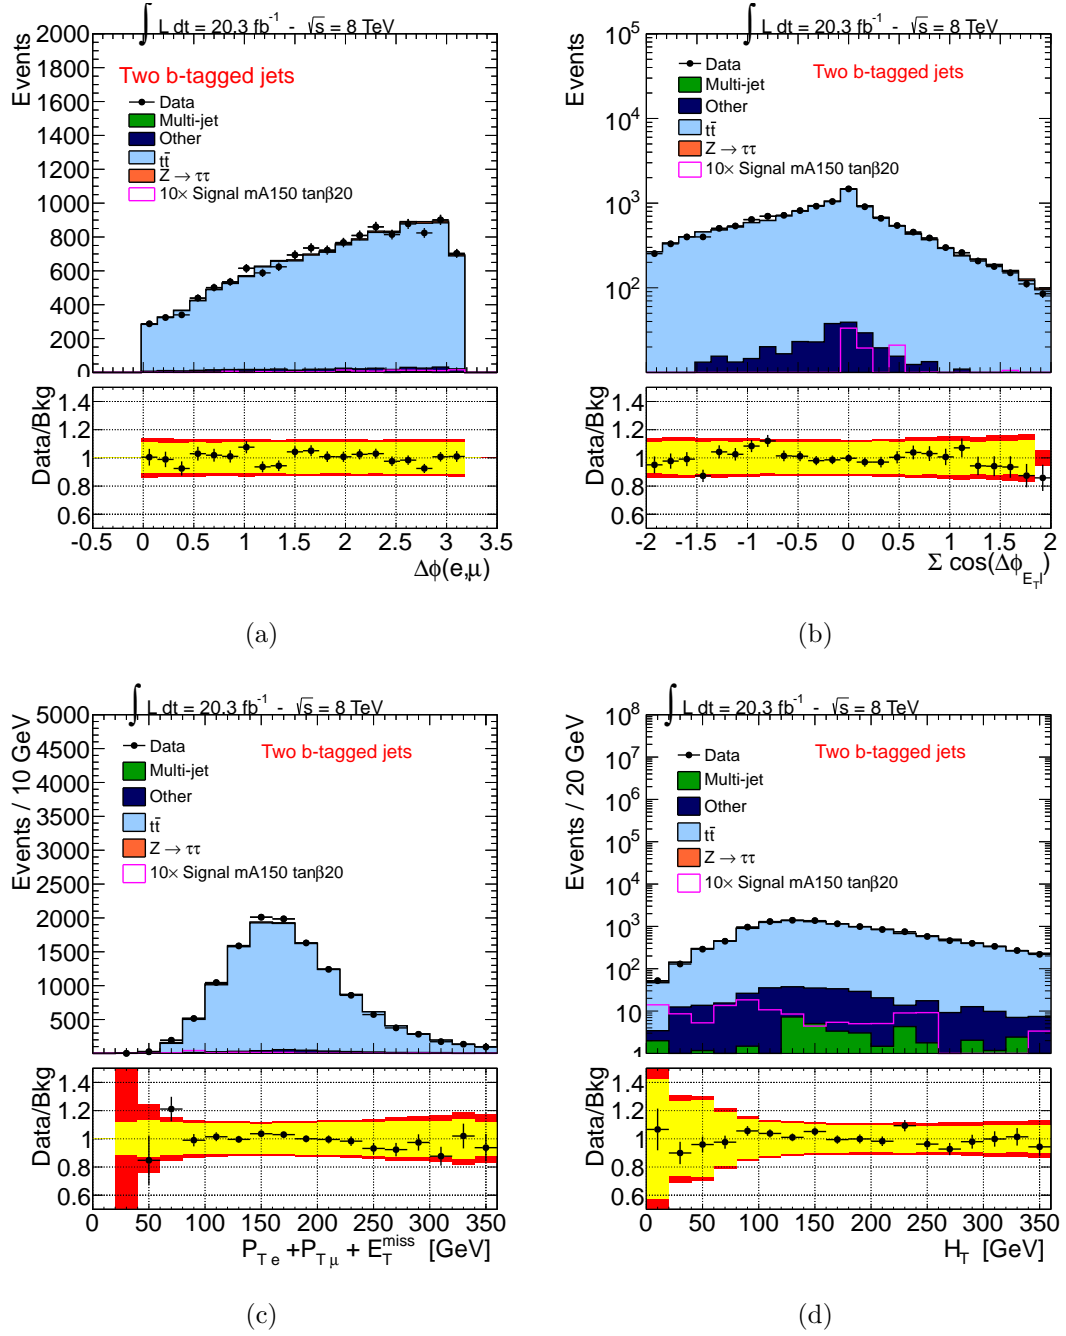 ∫ L dt = 20.3 fb⁻¹ - √s = 8 TeV
Events
2000
1800
1600
1400
1200
1000
800
600
400
200
0
Two b-tagged jets
Data
Multi-jet
Other
tt̄
Z → ττ
10× Signal mA150 tanβ20
Data/Bkg
1.4
1.2
1
0.8
0.6
-0.5 0 0.5 1 1.5 2 2.5 3 3.5
Δϕ(e,μ)
(a)
∫ L dt = 20.3 fb⁻¹ - √s = 8 TeV
Events
10⁵
10⁴
10³
10²
Two b-tagged jets
Data
Multi-jet
Other
tt̄
Z → ττ
10× Signal mA150 tanβ20
Data/Bkg
1.4
1.2
1
0.8
0.6
-2 -1.5 -1 -0.5 0 0.5 1 1.5 2
Σ cos(Δϕ_{E_T l})
(b)
∫ L dt = 20.3 fb⁻¹ - √s = 8 TeV
Events / 10 GeV
5000
4500
4000
3500
3000
2500
2000
1500
1000
500
Two b-tagged jets
Data
Multi-jet
Other
tt̄
Z → ττ
10× Signal mA150 tanβ20
Data/Bkg
1.4
1.2
1
0.8
0.6
0 50 100 150 200 250 300 350
P_{T e} + P_{T μ} + E_T^{miss} [GeV]
(c)
∫ L dt = 20.3 fb⁻¹ - √s = 8 TeV
Events / 20 GeV
10⁸
10⁷
10⁶
10⁵
10⁴
10³
10²
10
1
Two b-tagged jets
Data
Multi-jet
Other
tt̄
Z → ττ
10× Signal mA150 tanβ20
Data/Bkg
1.4
1.2
1
0.8
0.6
0 50 100 150 200 250 300 350
H_T [GeV]
(d)